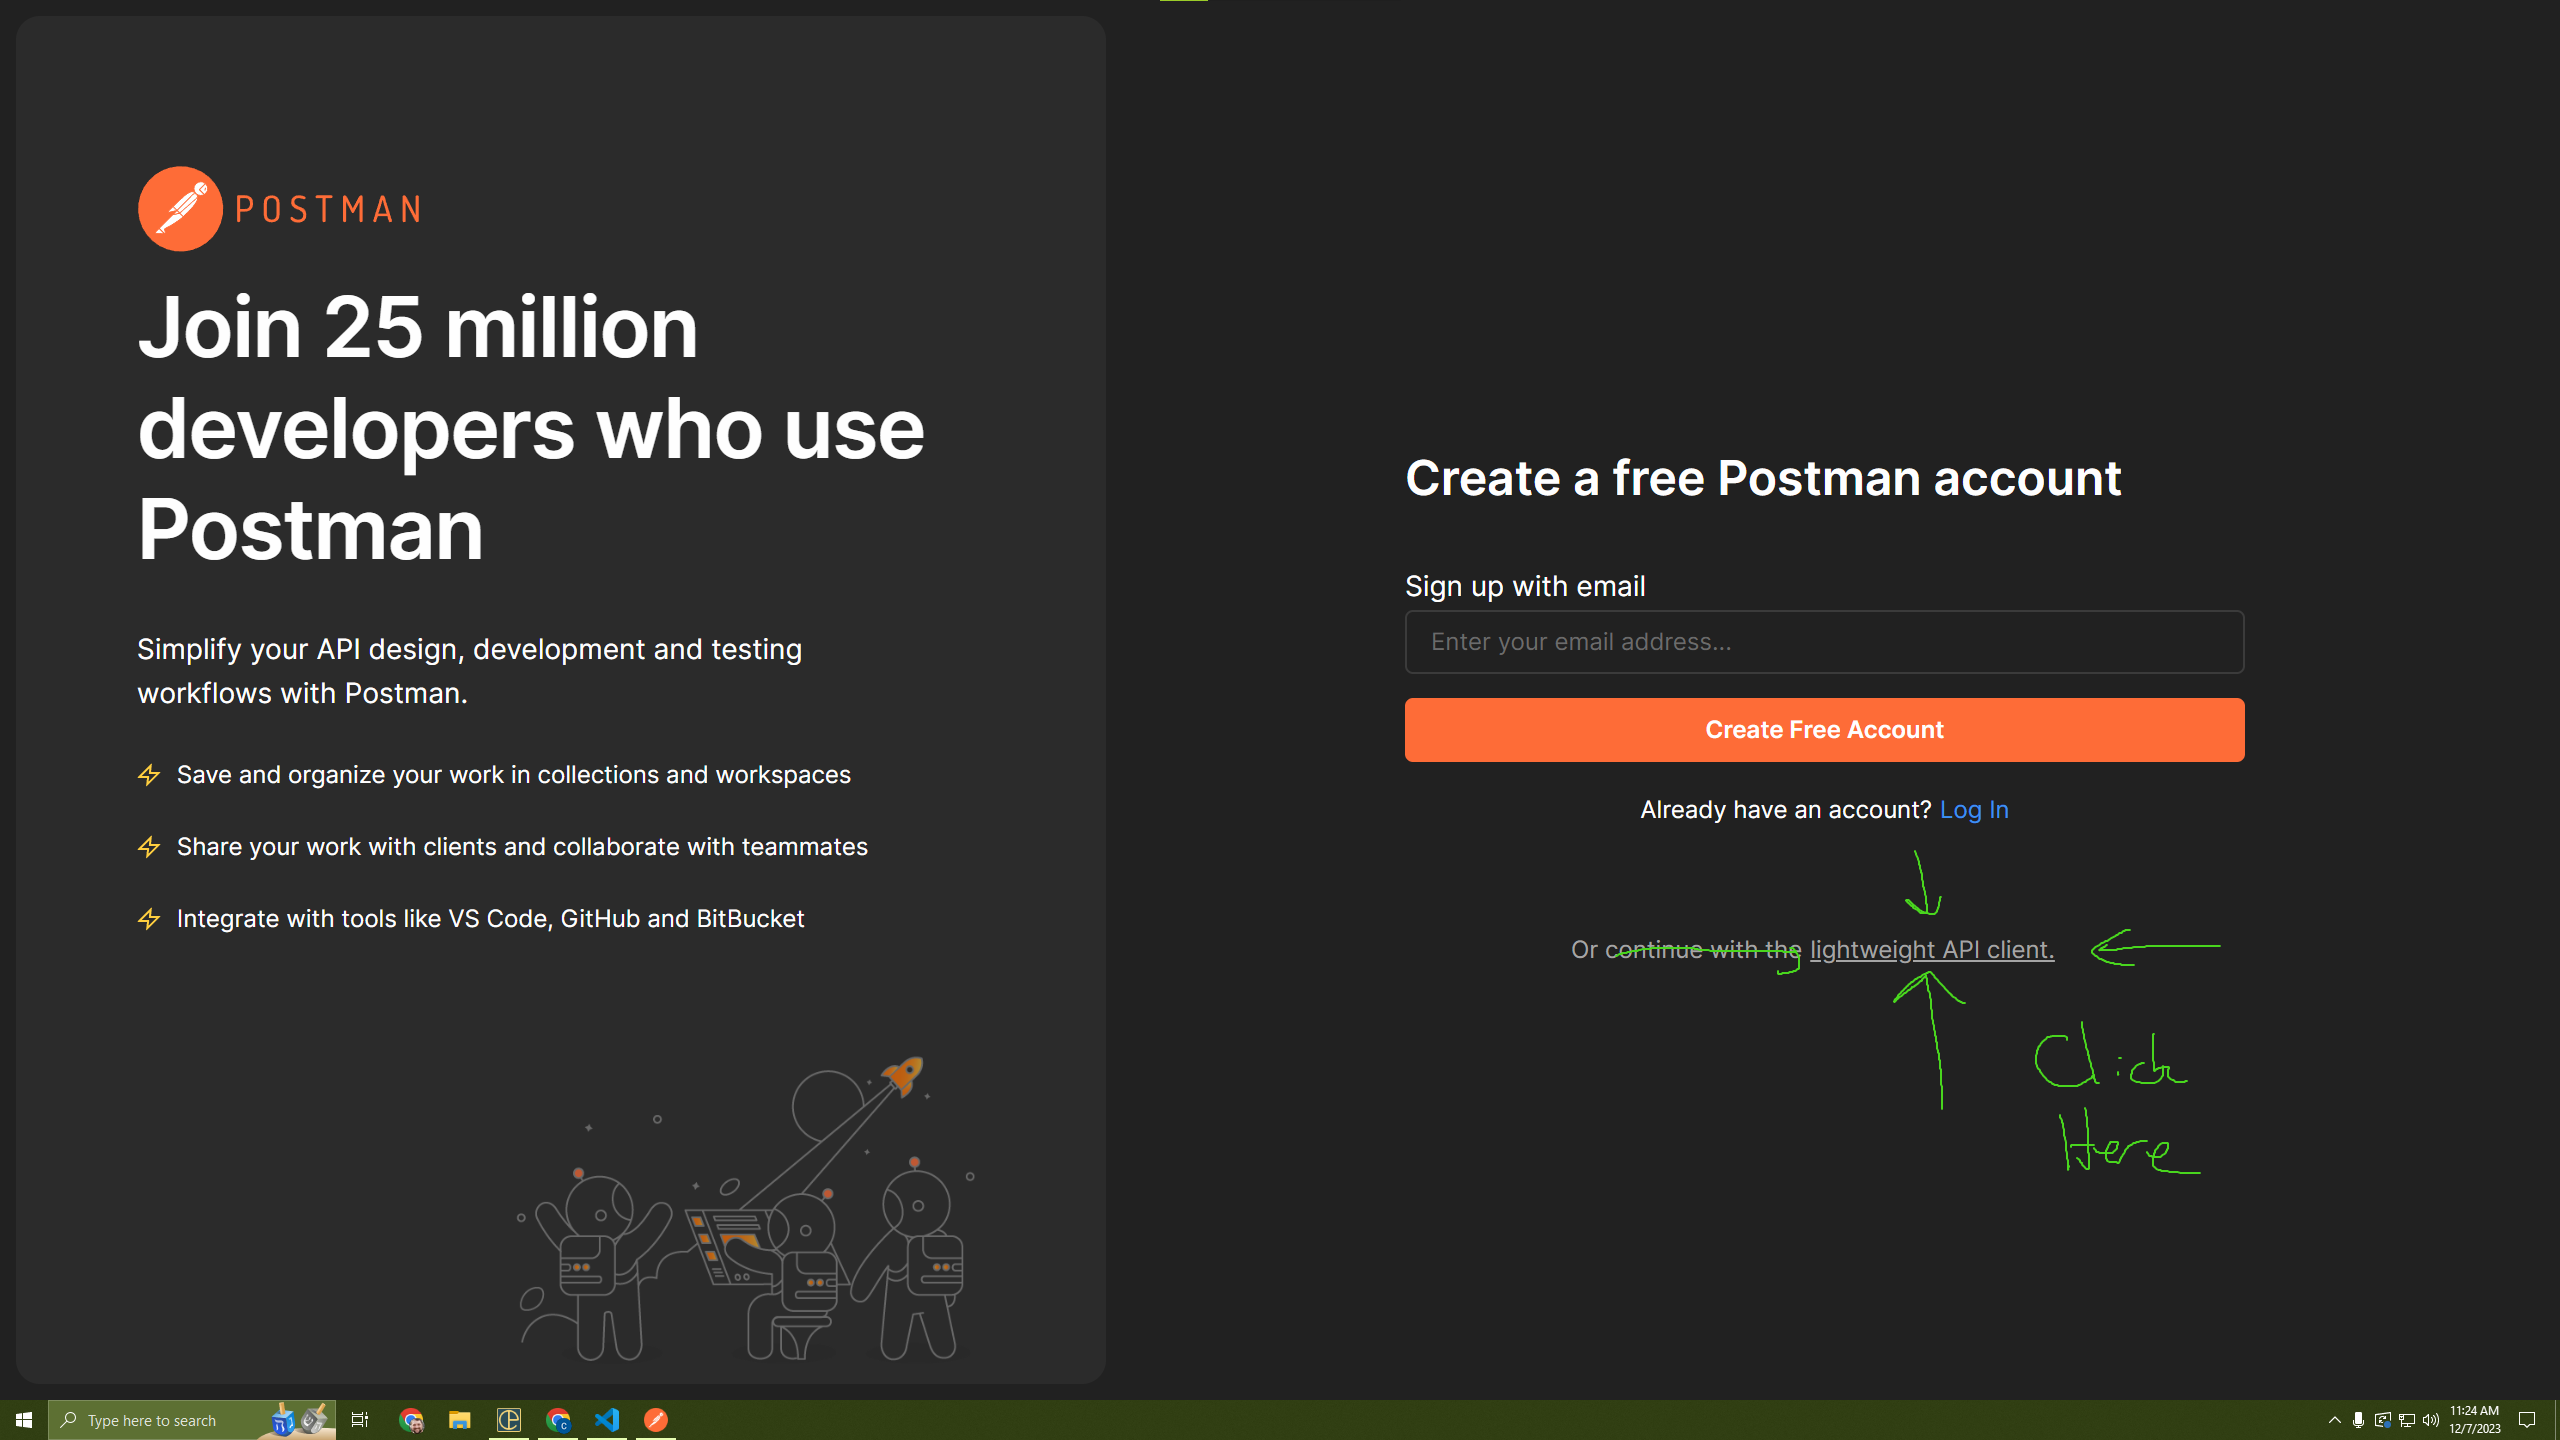 POSTMAN
Join 25 million
developers who use
Postman
Simplify your API design, development and testing
workflows with Postman.
Save and organize your work in collections and workspaces
Share your work with clients and collaborate with teammates
Integrate with tools like VS Code, GitHub and BitBucket
Create a free Postman account
Sign up with email
Enter your email address...
Create Free Account
Already have an account? Log In
Or continue with the lightweight API client.
Click
Here
Type here to search
11:24 AM
12/7/2023